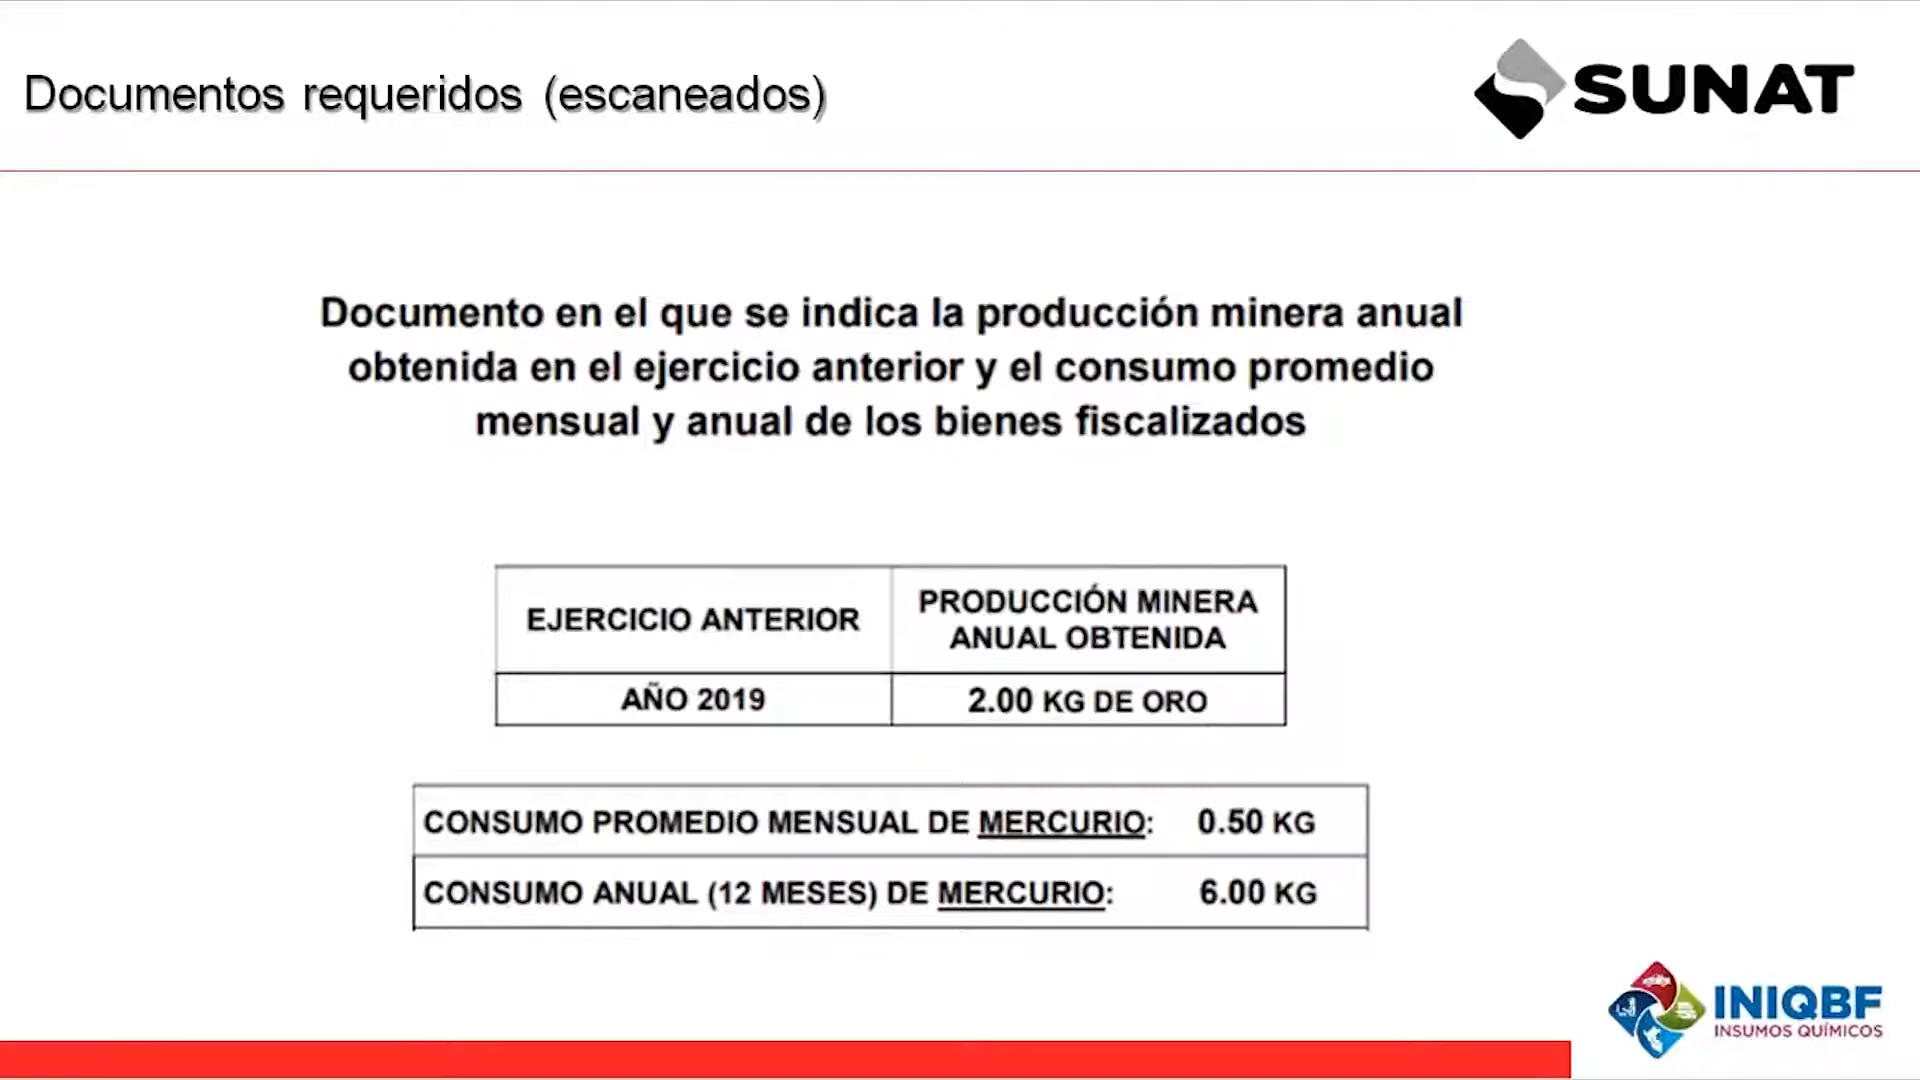 Documentos requeridos (escaneados)
SUNAT
Documento en el que se indica la producción minera anual
obtenida en el ejercicio anterior y el consumo promedio
mensual y anual de los bienes fiscalizados
EJERCICIO ANTERIOR
PRODUCCIÓN MINERA
ANUAL OBTENIDA
AÑO 2019
2.00 KG DE ORO
CONSUMO PROMEDIO MENSUAL DE MERCURIO: 0.50 KG
CONSUMO ANUAL (12 MESES) DE MERCURIO: 6.00 KG
INIQBF
INSUMOS QUÍMICOS